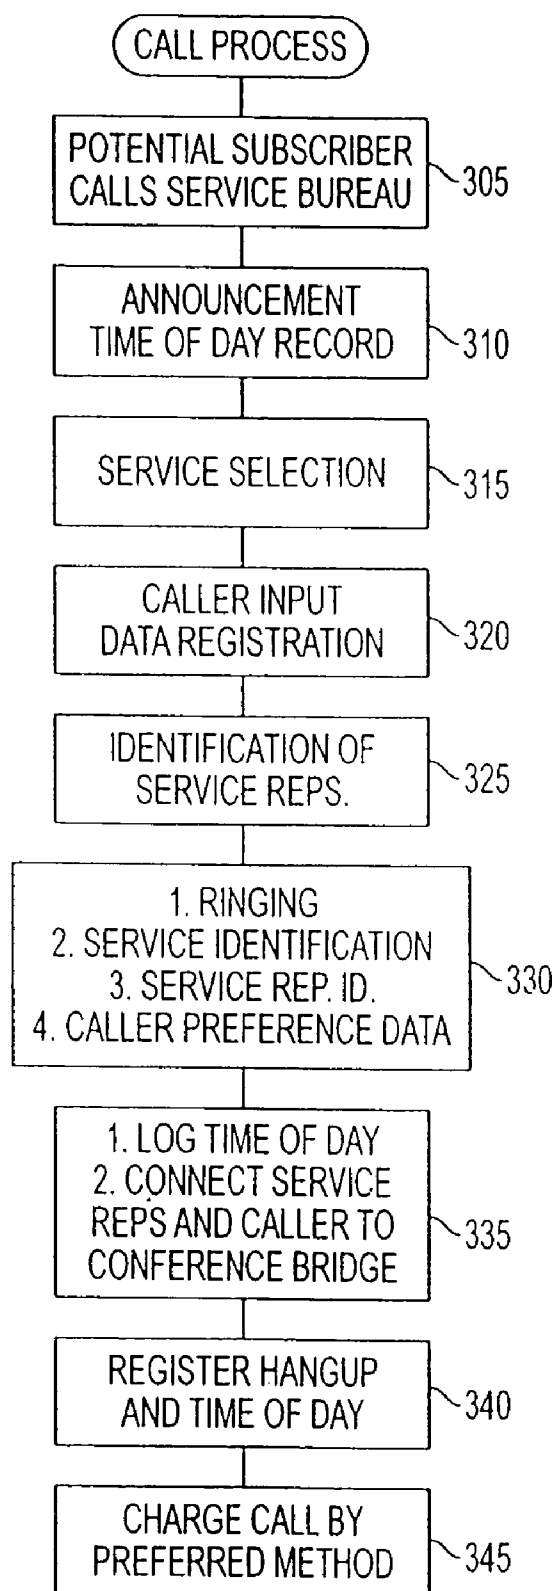 CALL PROCESS
POTENTIAL SUBSCRIBER
CALLS SERVICE BUREAU
305
ANNOUNCEMENT
TIME OF DAY RECORD
310
SERVICE SELECTION
315
CALLER INPUT
DATA REGISTRATION
320
IDENTIFICATION OF
SERVICE REPS.
325
1. RINGING
2. SERVICE IDENTIFICATION
3. SERVICE REP. ID.
4. CALLER PREFERENCE DATA
330
1. LOG TIME OF DAY
2. CONNECT SERVICE
REPS AND CALLER TO
CONFERENCE BRIDGE
335
REGISTER HANGUP
AND TIME OF DAY
340
CHARGE CALL BY
PREFERRED METHOD
345